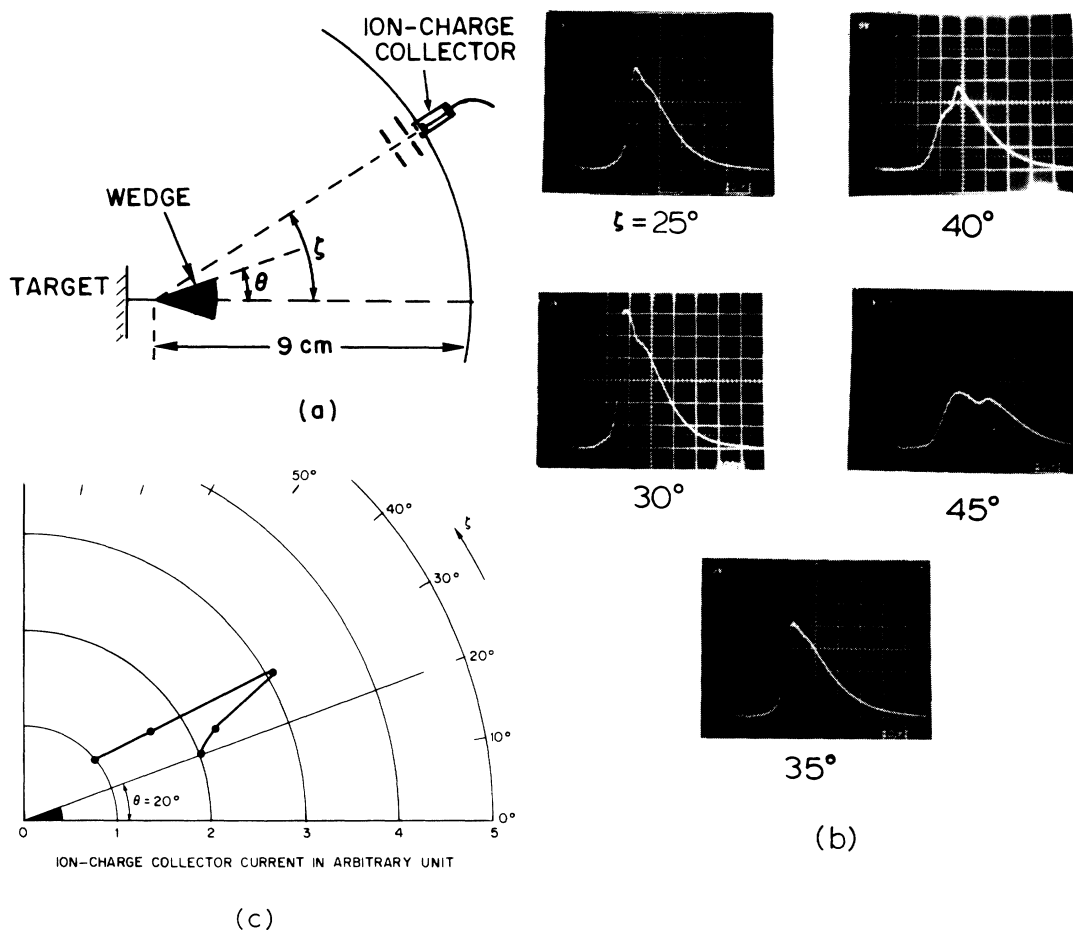 ION-CHARGE
COLLECTOR
WEDGE
TARGET
ζ
θ
9 cm
(a)
ζ = 25°
40°
30°
45°
35°
(b)
50°
40°
ζ
30°
20°
10°
0°
θ = 20°
0 1 2 3 4 5
ION-CHARGE COLLECTOR CURRENT IN ARBITRARY UNIT
(c)